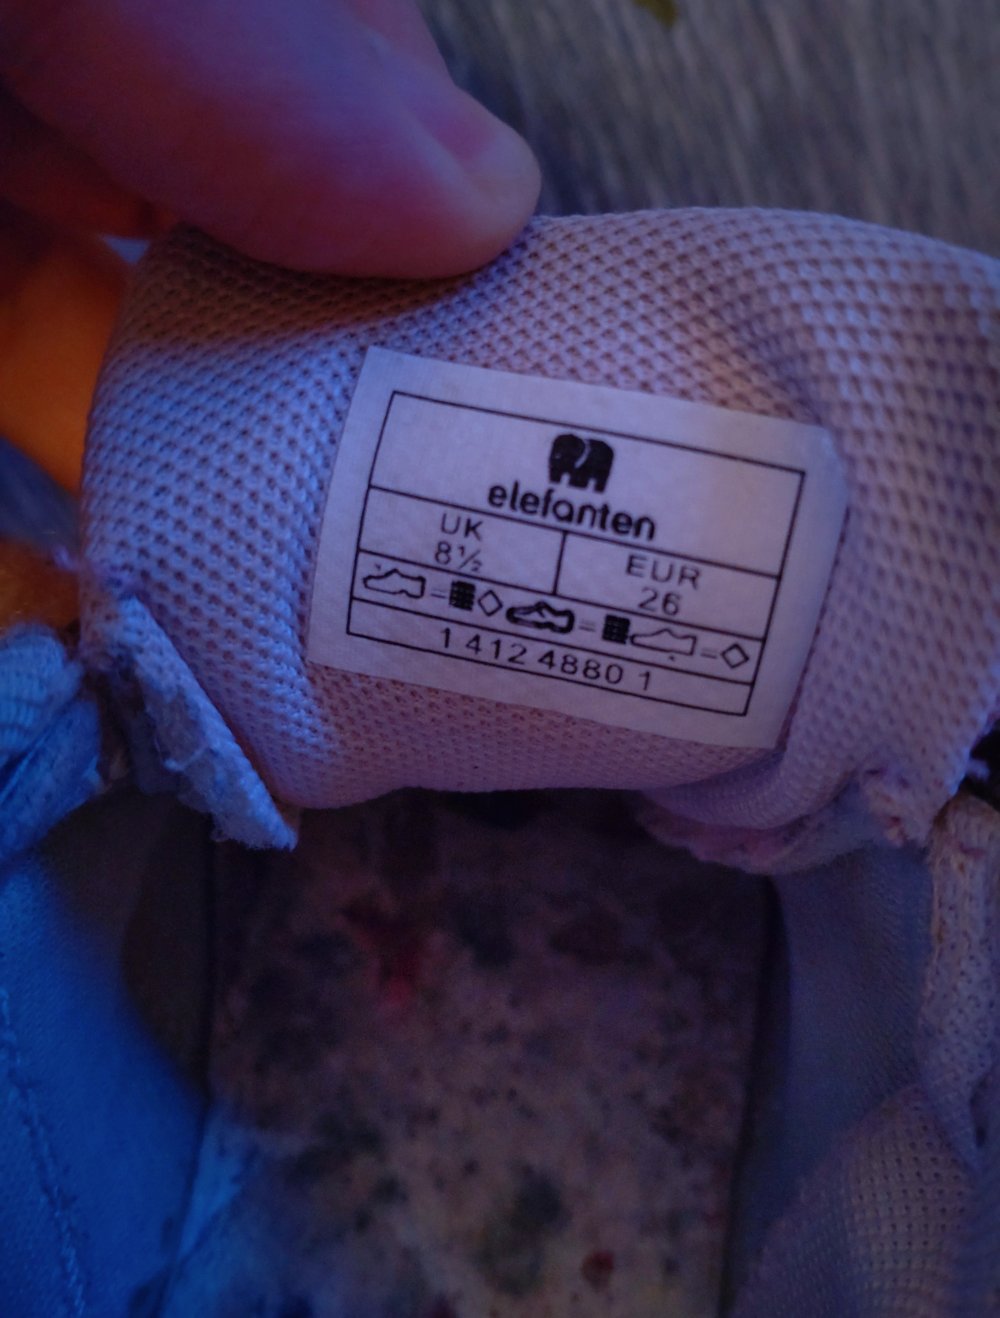 elefanten
UK
8½
EUR
26
= =  =
1 412 4880 1